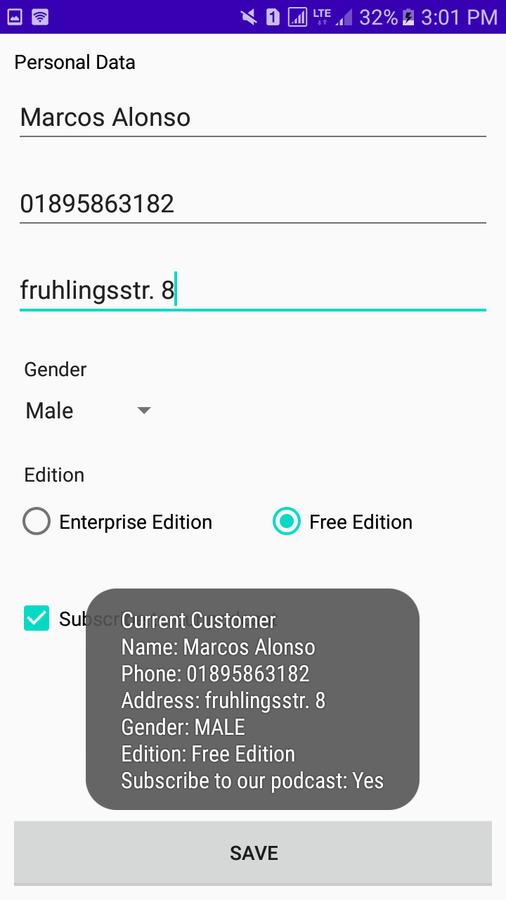 1 LTE 32% 3:01 PM
Personal Data
Marcos Alonso
01895863182
fruhlingsstr. 8
Gender
Male
Edition
Enterprise Edition Free Edition
Current Customer
Name: Marcos Alonso
Phone: 01895863182
Address: fruhlingsstr. 8
Gender: MALE
Edition: Free Edition
Subscribe to our podcast: Yes
SAVE